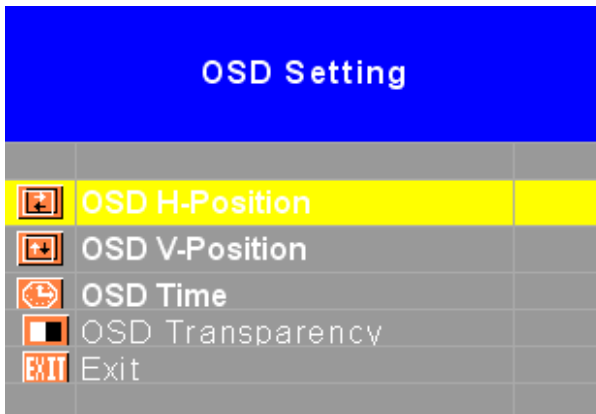 OSD Setting
OSD H-Position
OSD V-Position
OSD Time
OSD Transparency
EXIT Exit